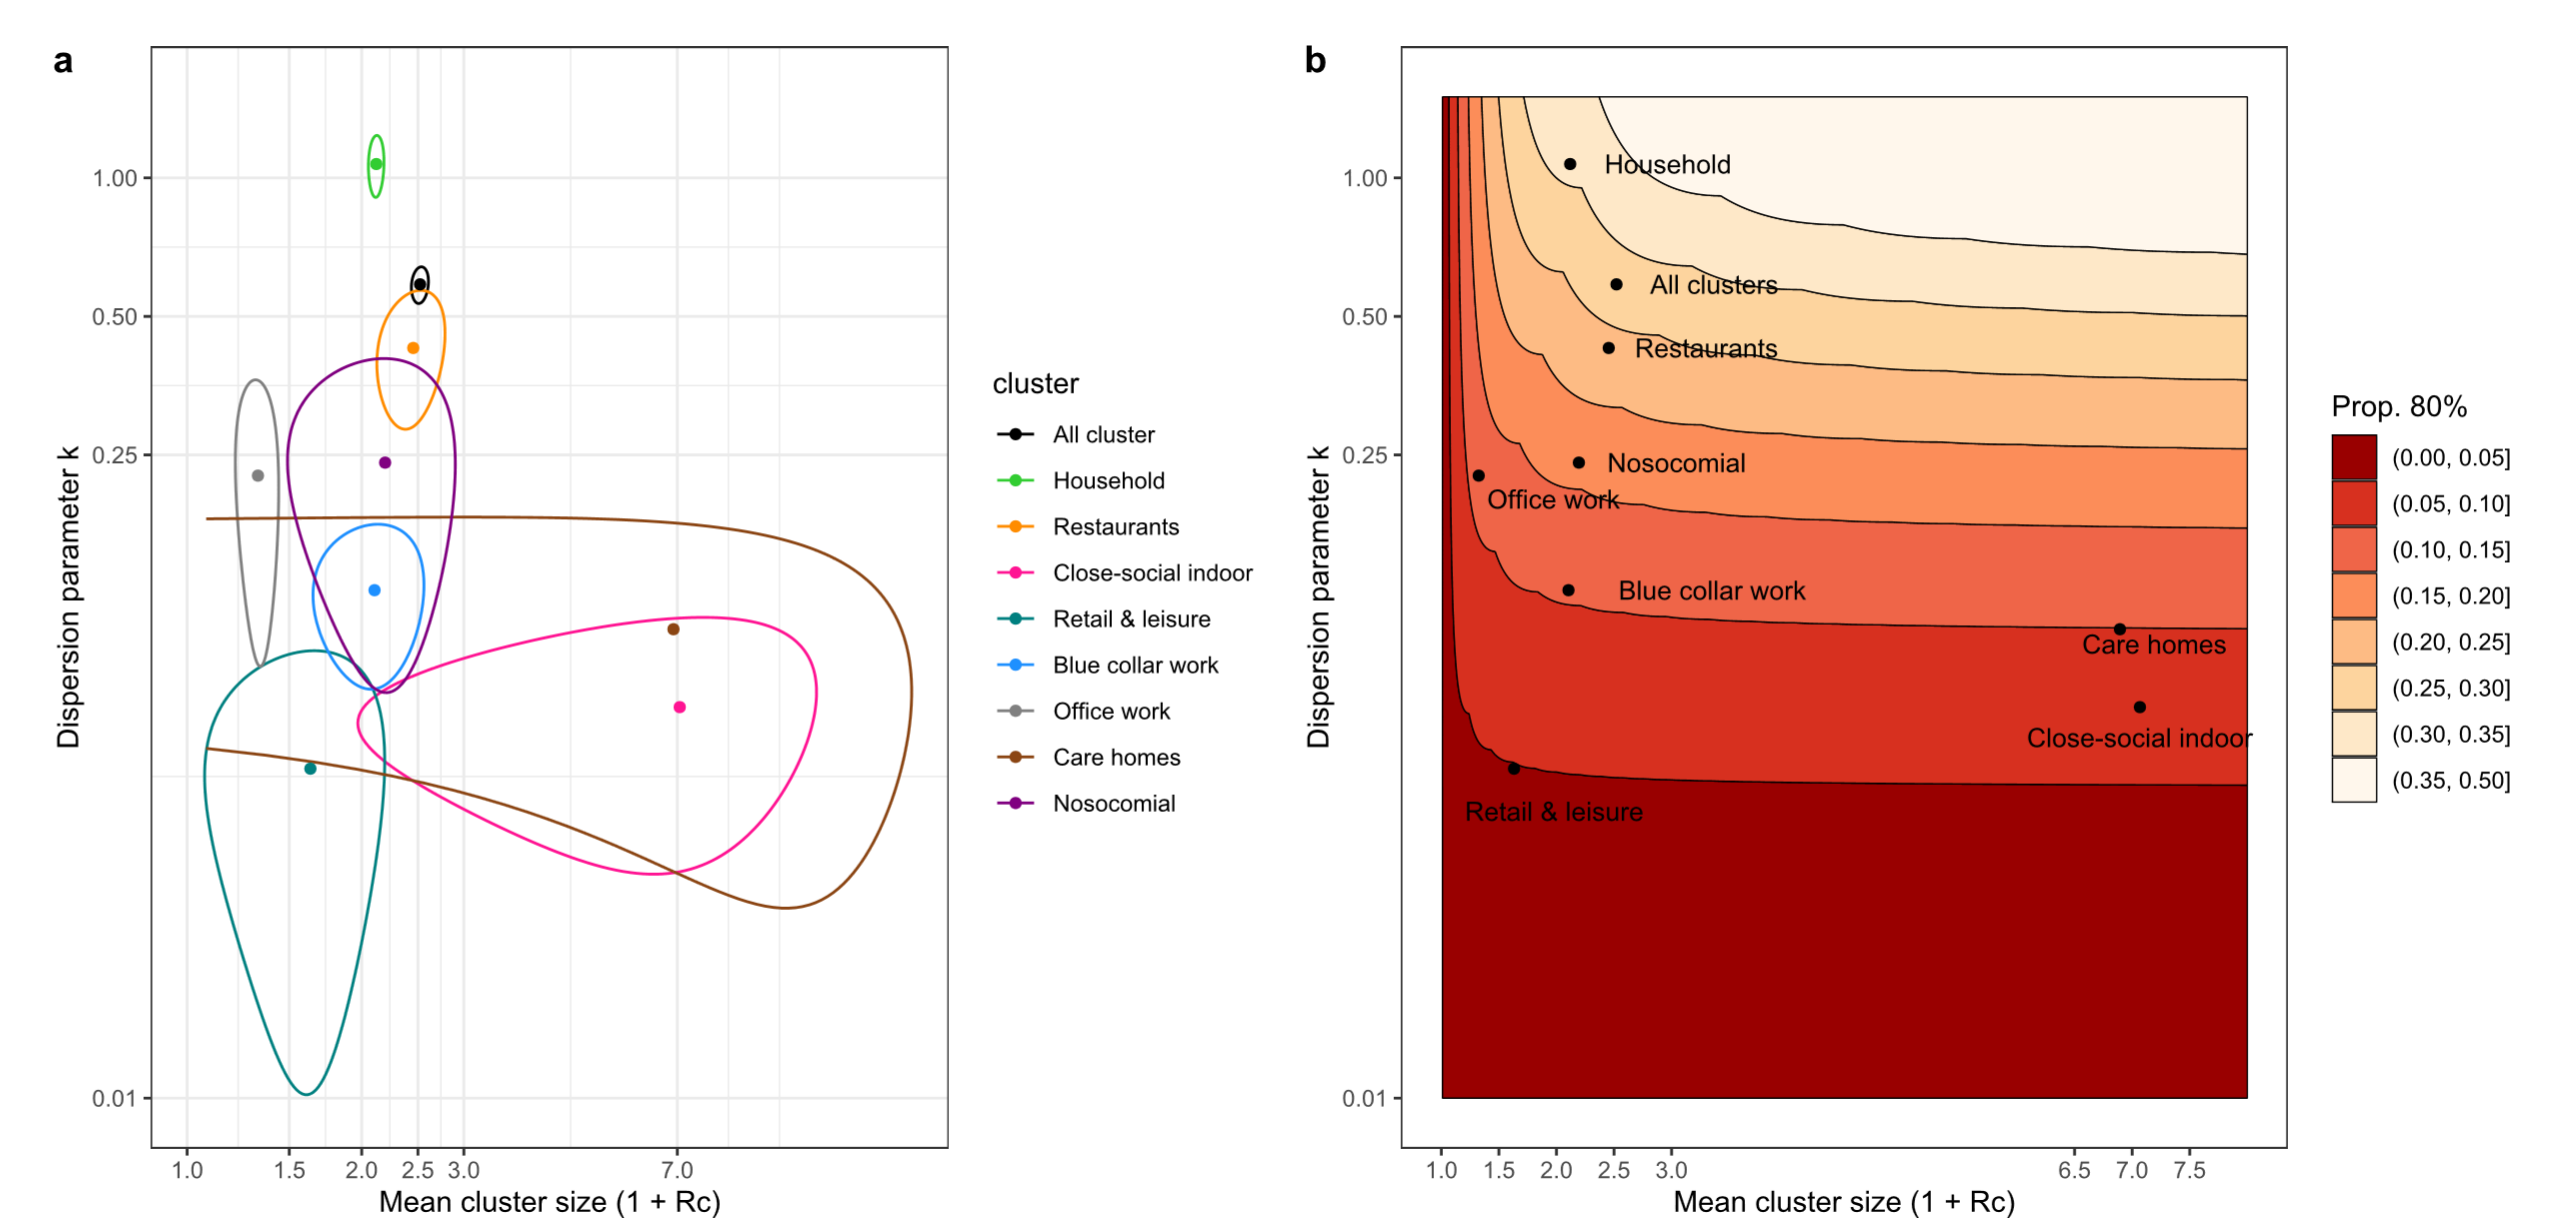 a
Dispersion parameter k
1.00
0.50
0.25
0.01
1.0 1.5 2.0 2.5 3.0 7.0
Mean cluster size (1 + Rc)
cluster
All cluster
Household
Restaurants
Close-social indoor
Retail & leisure
Blue collar work
Office work
Care homes
Nosocomial
b
Dispersion parameter k
1.00
0.50
0.25
0.01
Household
All clusters
Restaurants
Nosocomial
Office work
Blue collar work
Care homes
Close-social indoor
Retail & leisure
1.0 1.5 2.0 2.5 3.0 6.5 7.0 7.5
Mean cluster size (1 + Rc)
Prop. 80%
(0.00, 0.05]
(0.05, 0.10]
(0.10, 0.15]
(0.15, 0.20]
(0.20, 0.25]
(0.25, 0.30]
(0.30, 0.35]
(0.35, 0.50]